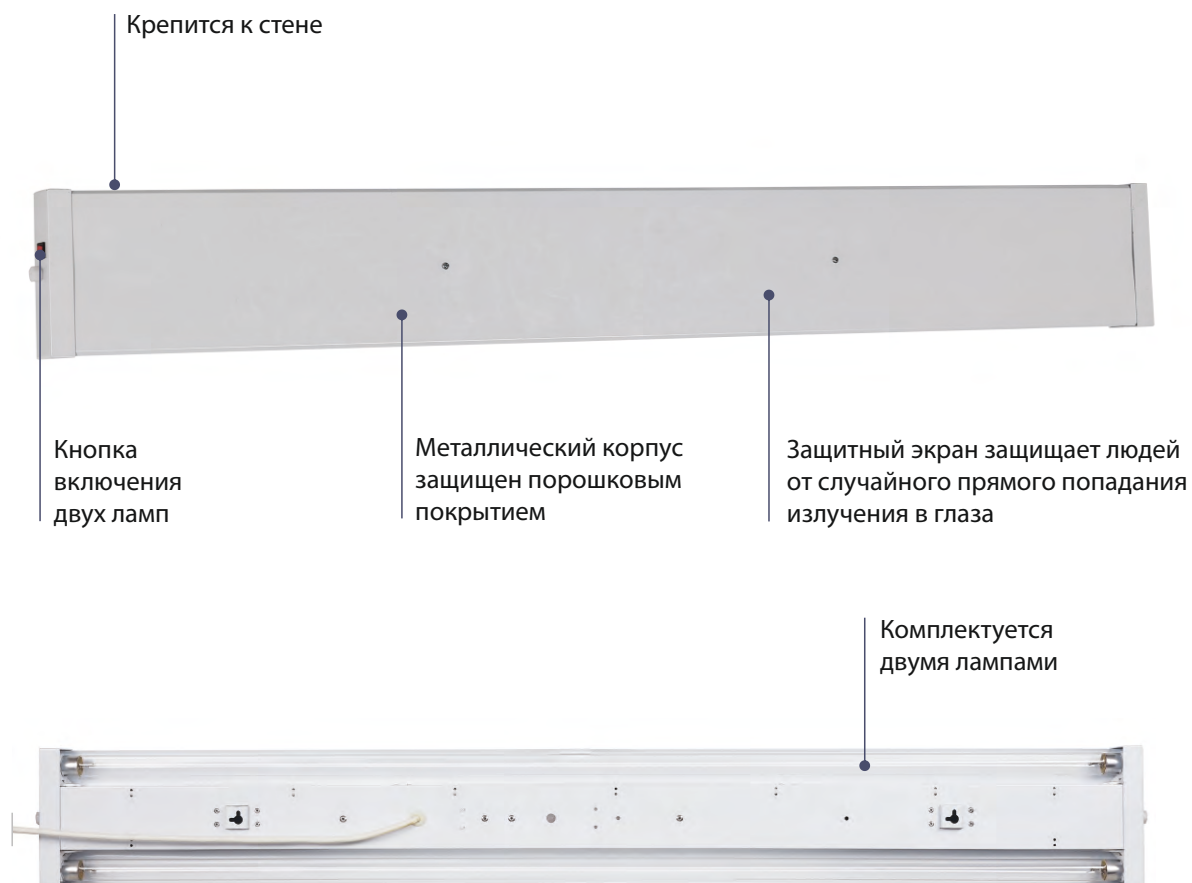 Крепится к стене
Кнопка
включения
двух ламп
Металлический корпус
защищен порошковым
покрытием
Защитный экран защищает людей
от случайного прямого попадания
излучения в глаза
Комплектуется
двумя лампами